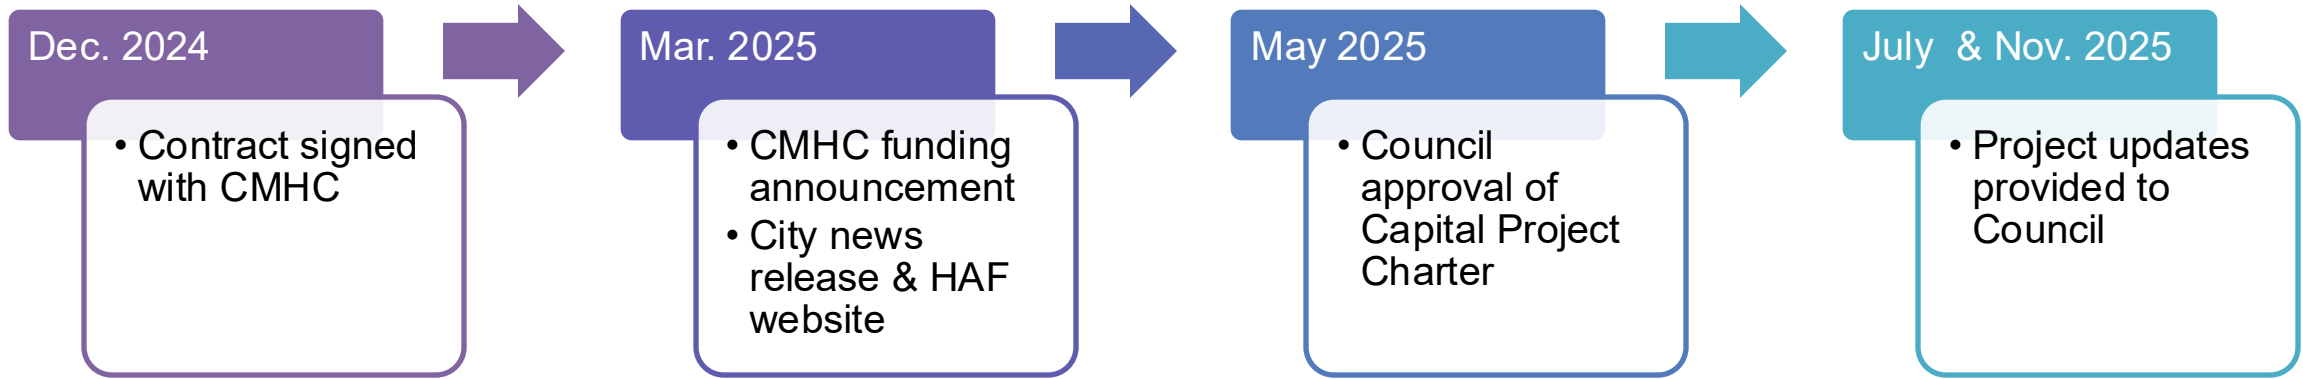 Dec. 2024
• Contract signed
with CMHC
Mar. 2025
• CMHC funding
announcement
• City news
release & HAF
website
May 2025
• Council
approval of
Capital Project
Charter
July  & Nov. 2025
• Project updates
provided to
Council